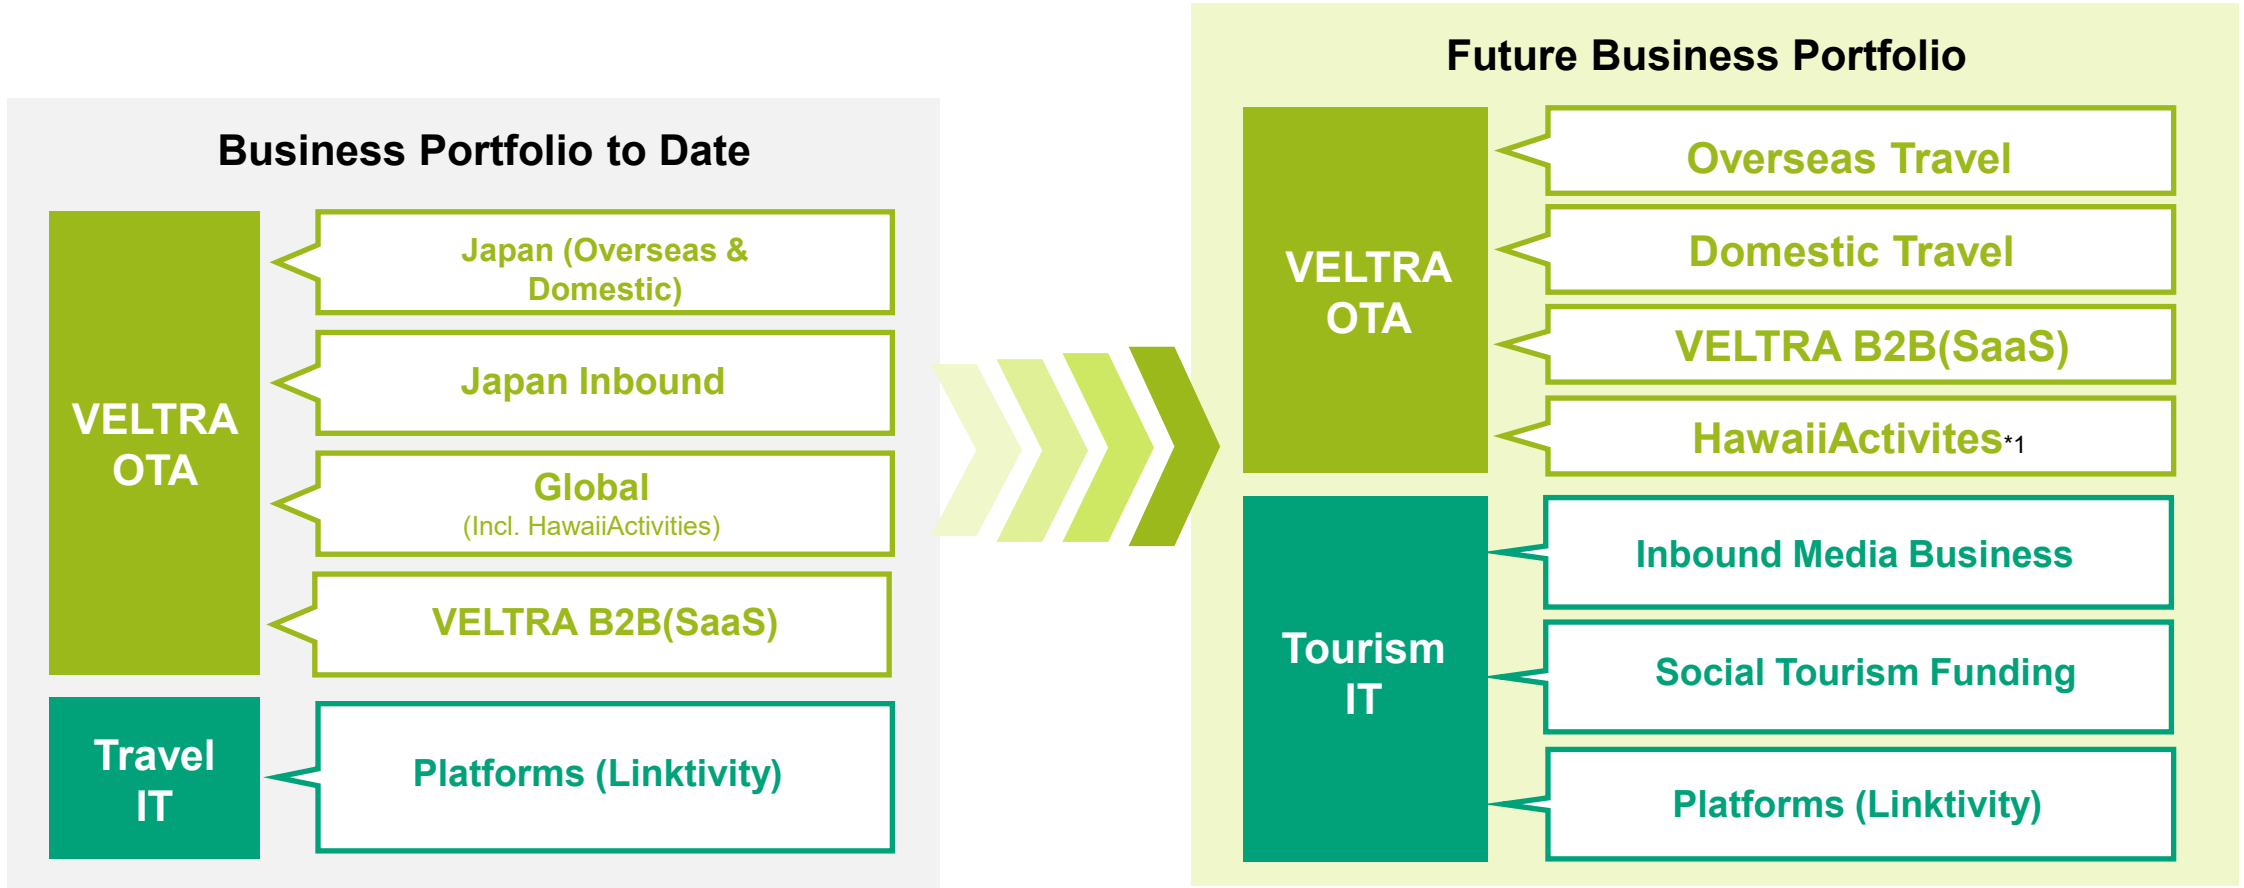 Business Portfolio to Date
VELTRA
OTA
Japan (Overseas &
Domestic)
Japan Inbound
Global
(Incl. HawaiiActivities)
VELTRA B2B(SaaS)
Travel
IT
Platforms (Linktivity)
Future Business Portfolio
VELTRA
OTA
Overseas Travel
Domestic Travel
VELTRA B2B(SaaS)
HawaiiActivites*1
Tourism
IT
Inbound Media Business
Social Tourism Funding
Platforms (Linktivity)